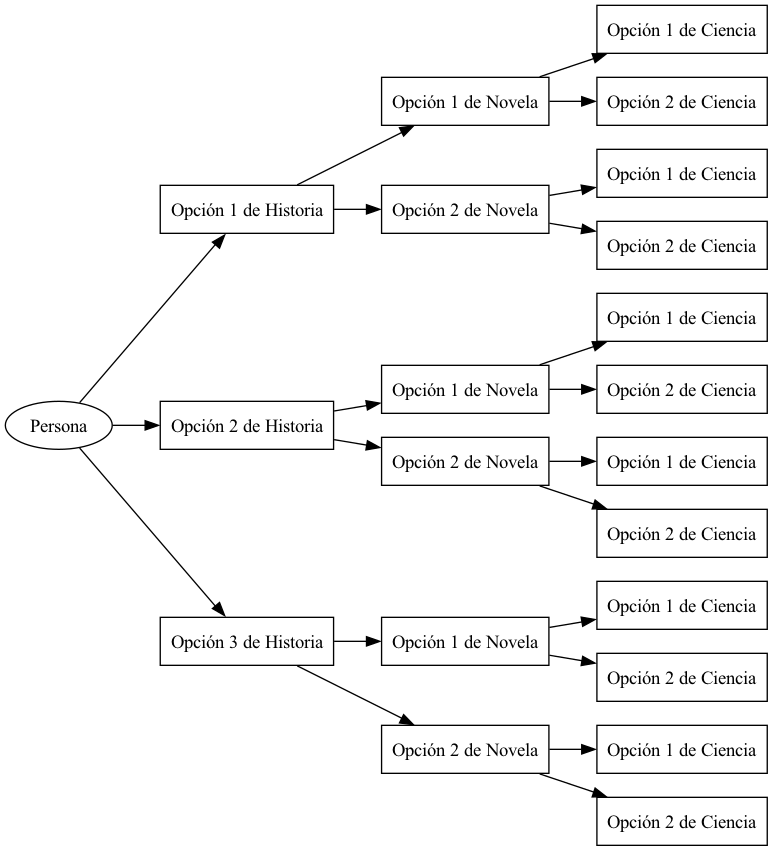 Opción 1 de Ciencia
Opción 1 de Novela
Opción 2 de Ciencia
Opción 1 de Ciencia
Opción 1 de Historia
Opción 2 de Novela
Opción 2 de Ciencia
Opción 1 de Ciencia
Opción 1 de Novela
Opción 2 de Ciencia
Persona
Opción 2 de Historia
Opción 2 de Novela
Opción 1 de Ciencia
Opción 2 de Ciencia
Opción 1 de Ciencia
Opción 3 de Historia
Opción 1 de Novela
Opción 2 de Ciencia
Opción 2 de Novela
Opción 1 de Ciencia
Opción 2 de Ciencia